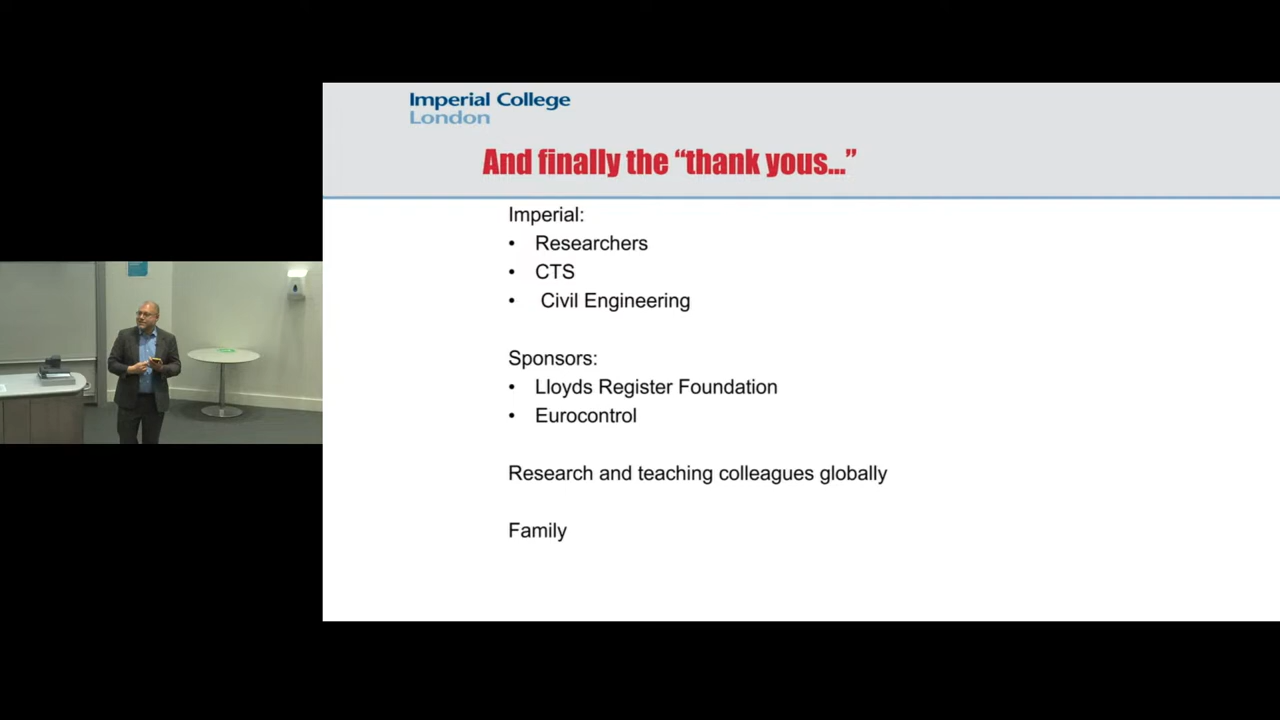 Imperial College
London
And finally the “thank yous...”
Imperial:
• Researchers
• CTS
• Civil Engineering
Sponsors:
• Lloyds Register Foundation
• Eurocontrol
Research and teaching colleagues globally
Family